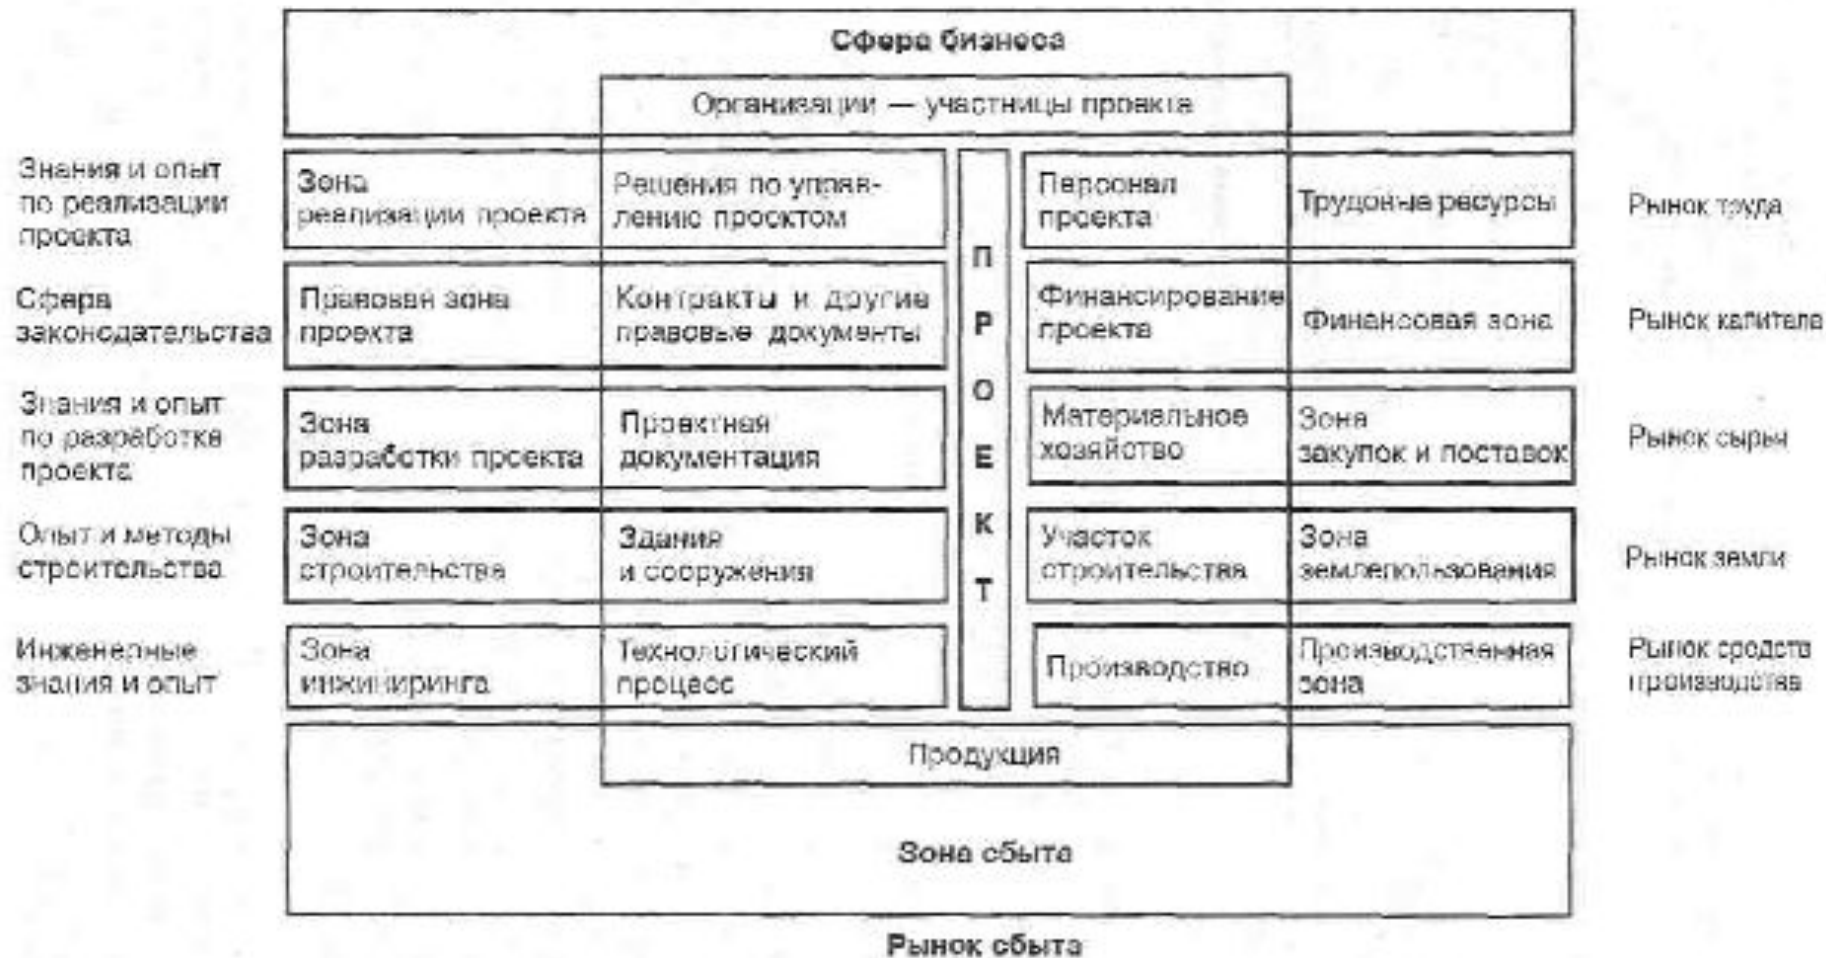 Сфера бизнеса
Организации — участницы проекта
Знания и опыт
по реализации
проекта
Зона
реализации проекта
Решения по управ-
лению проектом
Персонал
проекта
Трудовые ресурсы
Рынок труда
Сфера
законодательства
Правовая зона
проекта
Контракты и другие
правовые документы
Финансирование
проекта
Финансовая зона
Рынок капитала
Знания и опыт
по разработке
проекта
Зона
разработки проекта
Проектная
документация
Материальное
хозяйство
Зона
закупок и поставок
Рынок сырья
Опыт и методы
строительства
Зона
строительства
Здания
и сооружения
Участок
строительства
Зона
землепользования
Рынок земли
Инженерные
знания и опыт
Зона
инжиниринга
Технологический
процесс
Производство
Производственная
зона
Рынок средств
производства
П
Р
О
Е
К
Т
Продукция
Зона сбыта
Рынок сбыта